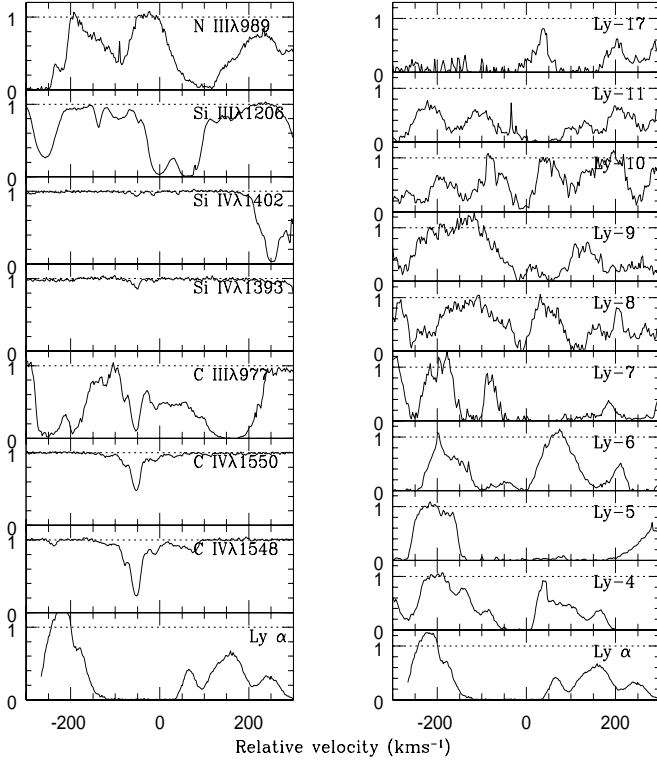 1
N IIIλ989
0
1
Si IIIλ1206
0
1
Si IVλ1402
0
1
Si IVλ1393
0
1
C IIIλ977
0
1
C IVλ1550
0
1
C IVλ1548
0
1
Ly α
0
-200
0
200
1
Ly-17
0
1
Ly-11
0
1
Ly-10
0
1
Ly-9
0
1
Ly-8
0
1
Ly-7
0
1
Ly-6
0
1
Ly-5
0
1
Ly-4
0
1
Ly α
0
-200
0
200
Relative velocity (kms⁻¹)